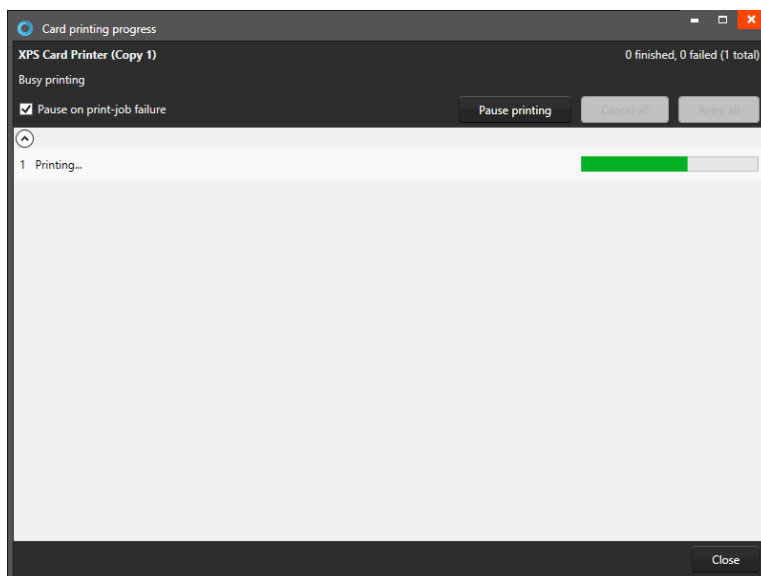 Card printing progress
XPS Card Printer (Copy 1) 0 finished, 0 failed (1 total)
Busy printing
Pause on print-job failure Pause printing Cancel all Retry all
1 Printing...
Close